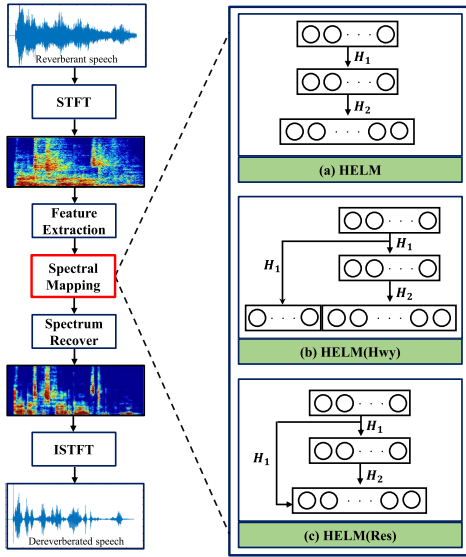 Reverberant speech
STFT
Feature
Extraction
Spectral
Mapping
Spectrum
Recover
ISTFT
Dereverberated speech
H₁
H₂
(a) HELM
H₁
H₁
H₂
(b) HELM(Hwy)
H₁
H₁
H₂
(c) HELM(Res)